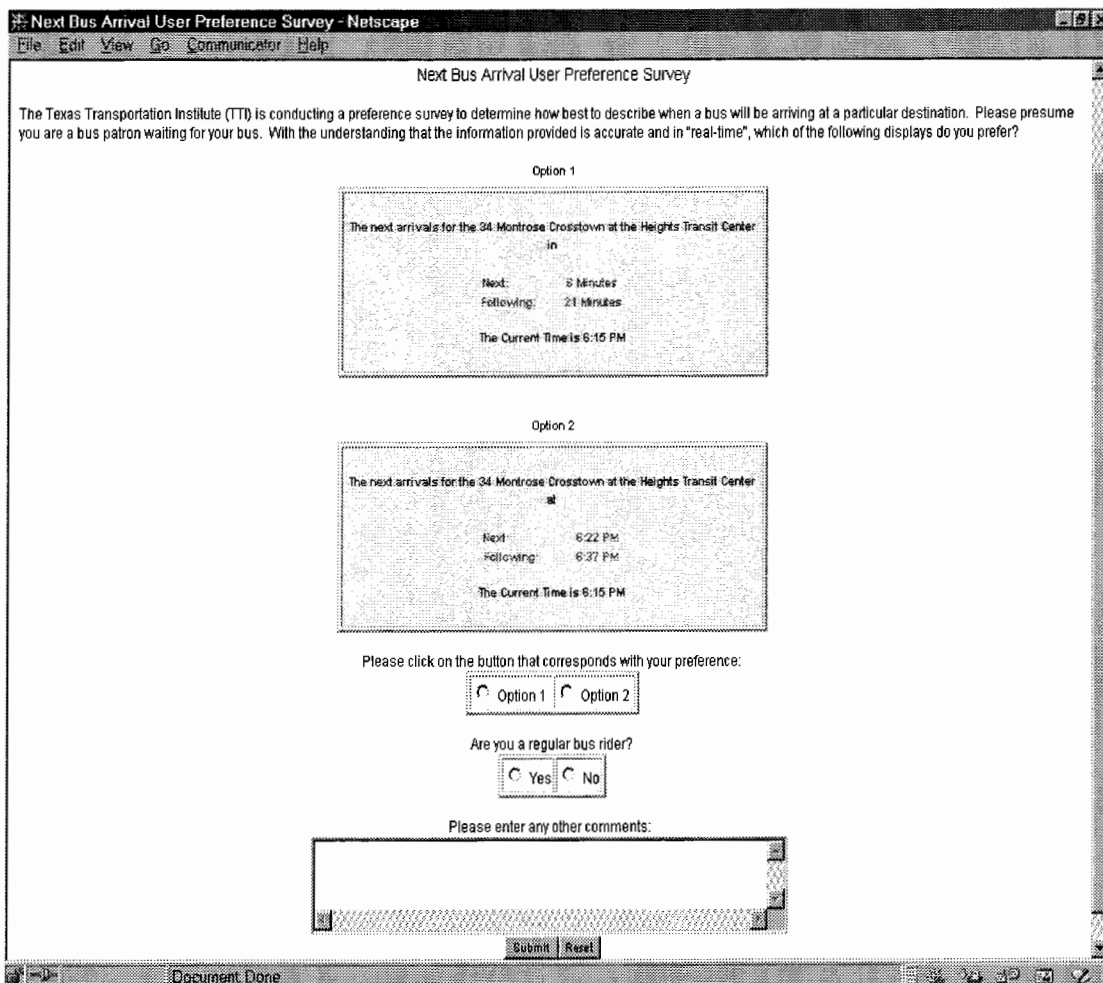 Next Bus Arrival User Preference Survey - Netscape
File Edit View Go Communicator Help
Next Bus Arrival User Preference Survey
The Texas Transportation Institute (TTI) is conducting a preference survey to determine how best to describe when a bus will be arriving at a particular destination. Please presume
you are a bus patron waiting for your bus. With the understanding that the information provided is accurate and in "real-time", which of the following displays do you prefer?
Option 1
The next arrivals for the 34 Montrose Crosstown at the Heights Transit Center
in
Next: Minutes
Following: 21 Minutes
The Current Time is 6:15 PM
Option 2
The next arrivals for the 34 Montrose Crosstown at the Heights Transit Center
at
Next: 6:22 PM
Following: 6:37 PM
The Current Time is 6:15 PM
Please click on the button that corresponds with your preference:
Option 1 Option 2
Are you a regular bus rider?
Yes No
Please enter any other comments:
Submit Reset
Document Done